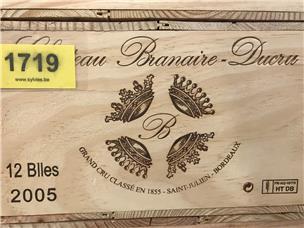 1719
www.sylvies.be
Château Branaire-Ducru
B
GRAND CRU CLASSÉ EN 1855 - SAINT-JULIEN - BORDEAUX
12 Blles
2005
HT DB